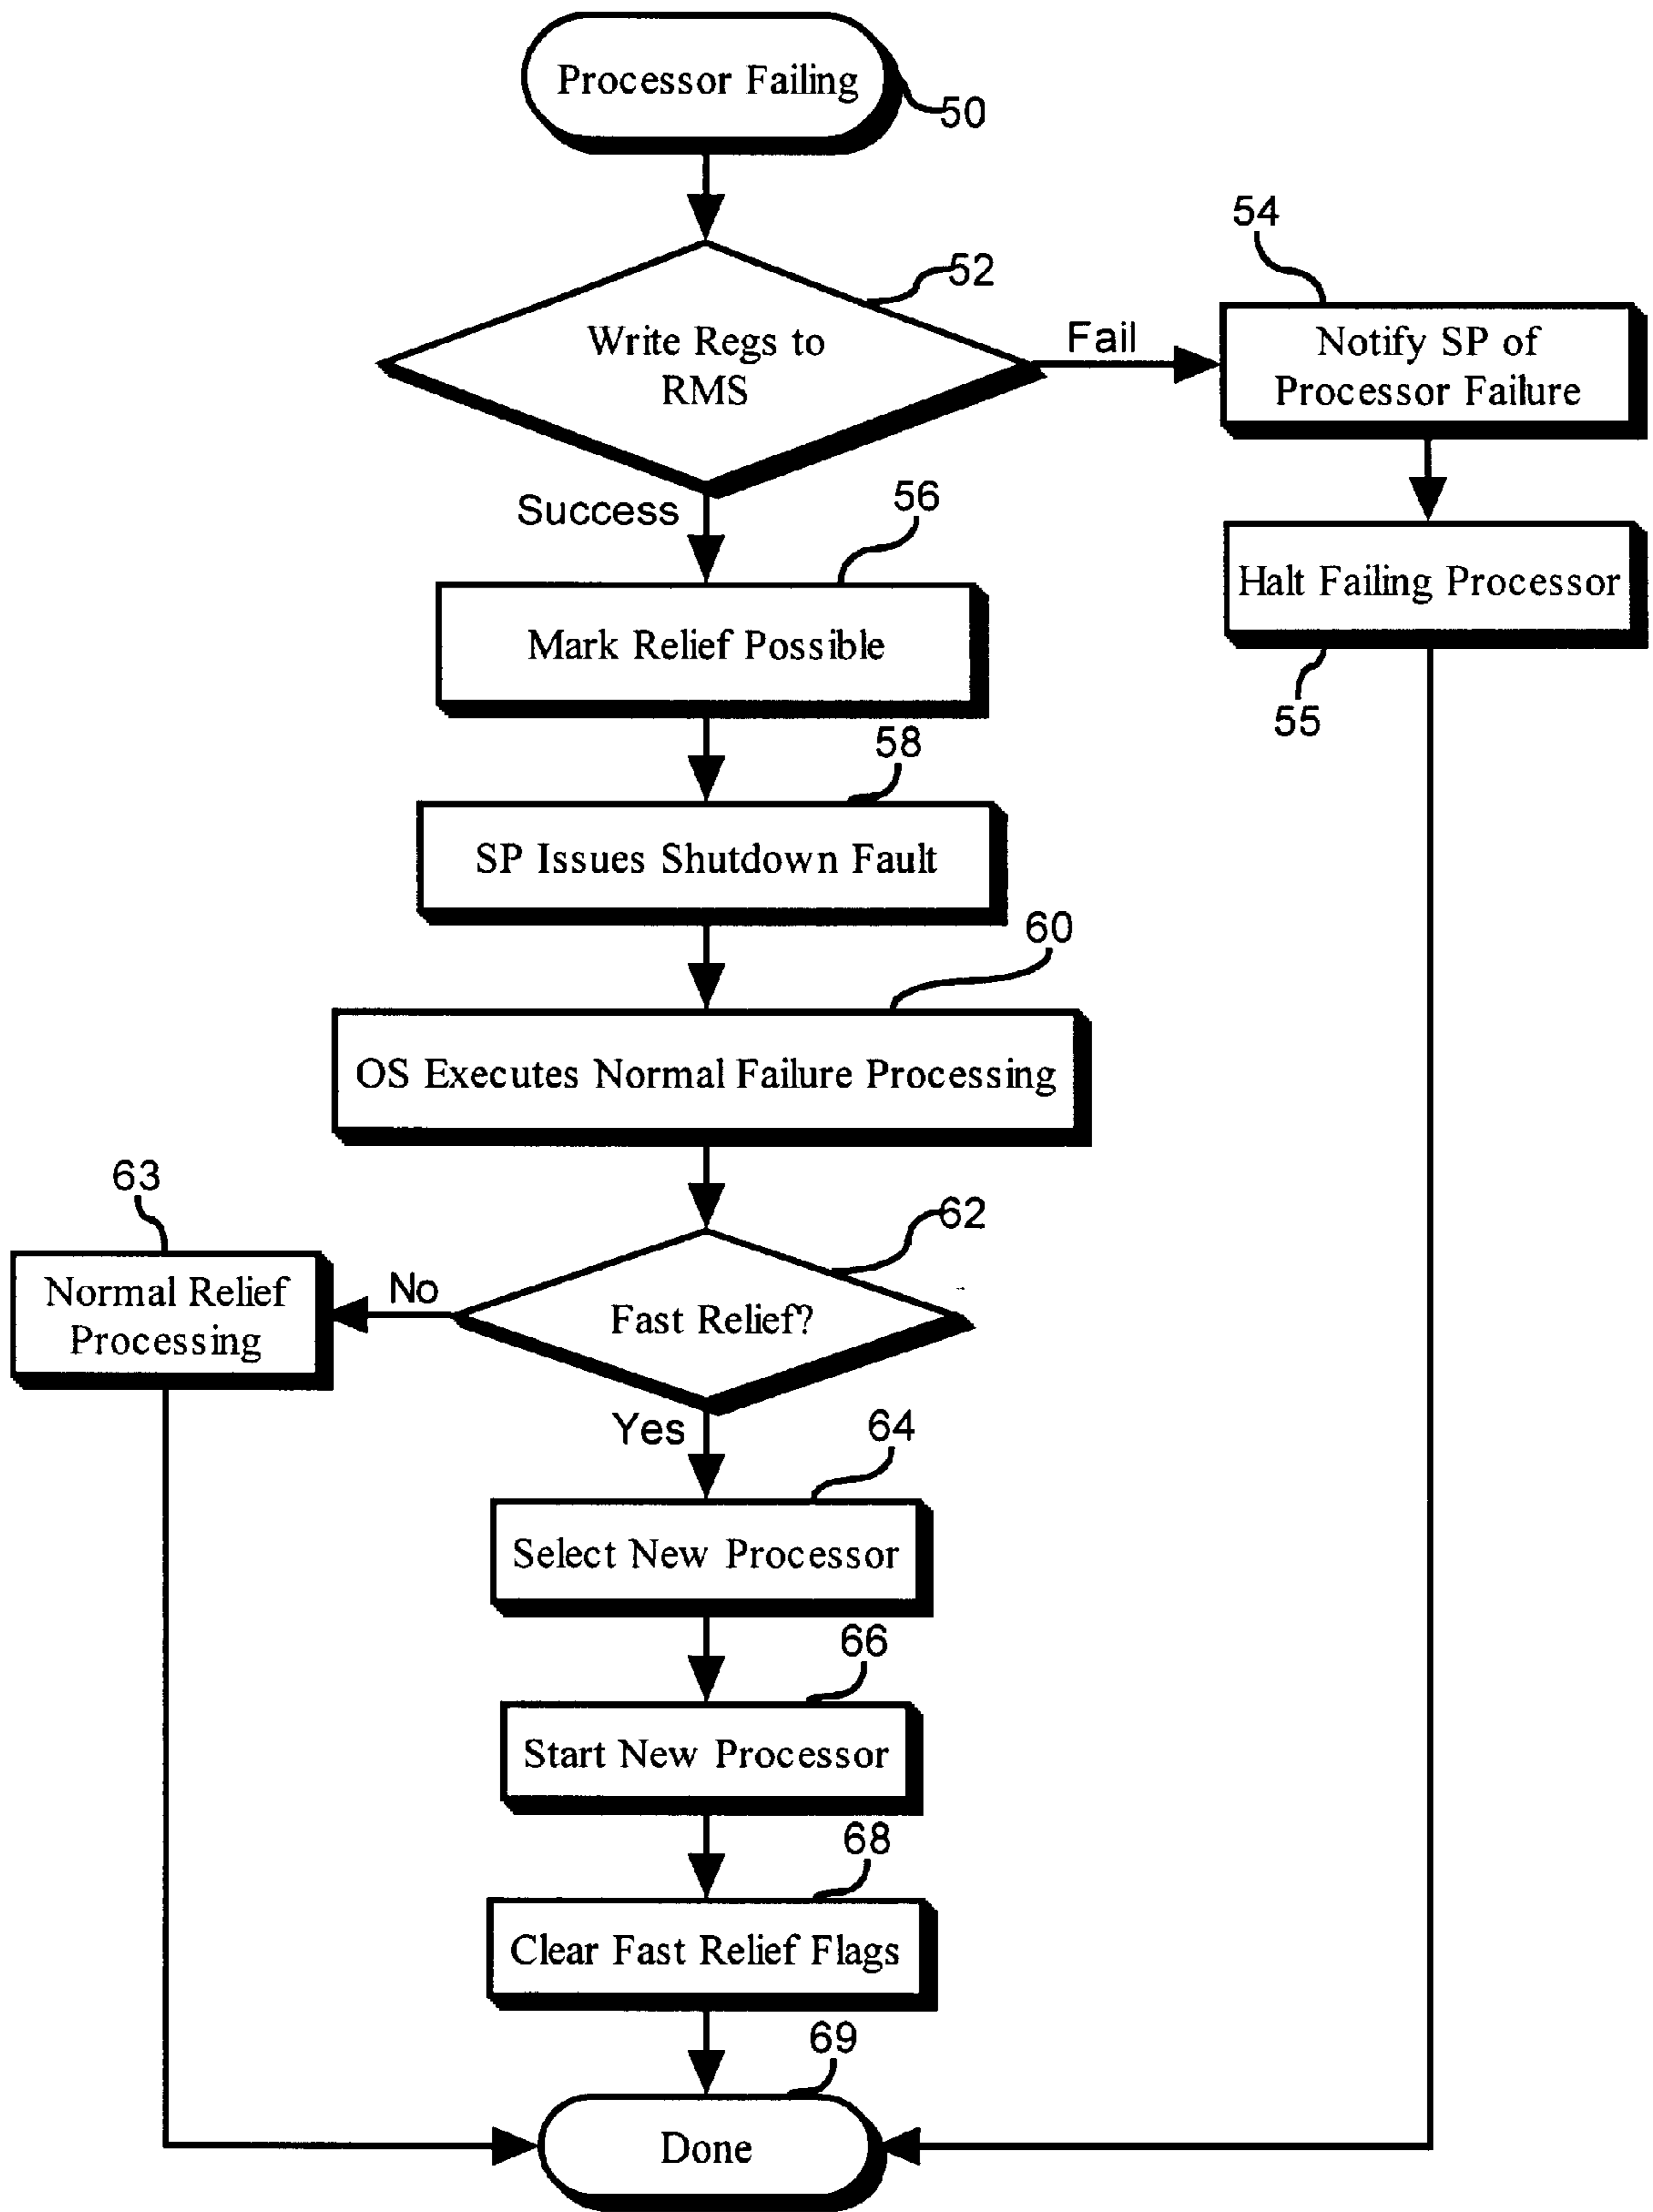 Processor Failing
50
52
54
Write Regs to
RMS
Fail
Notify SP of
Processor Failure
Success
56
Halt Failing Processor
55
Mark Relief Possible
58
SP Issues Shutdown Fault
60
OS Executes Normal Failure Processing
63
62
Normal Relief
Processing
No
Fast Relief?
Yes
64
Select New Processor
66
Start New Processor
68
Clear Fast Relief Flags
69
Done